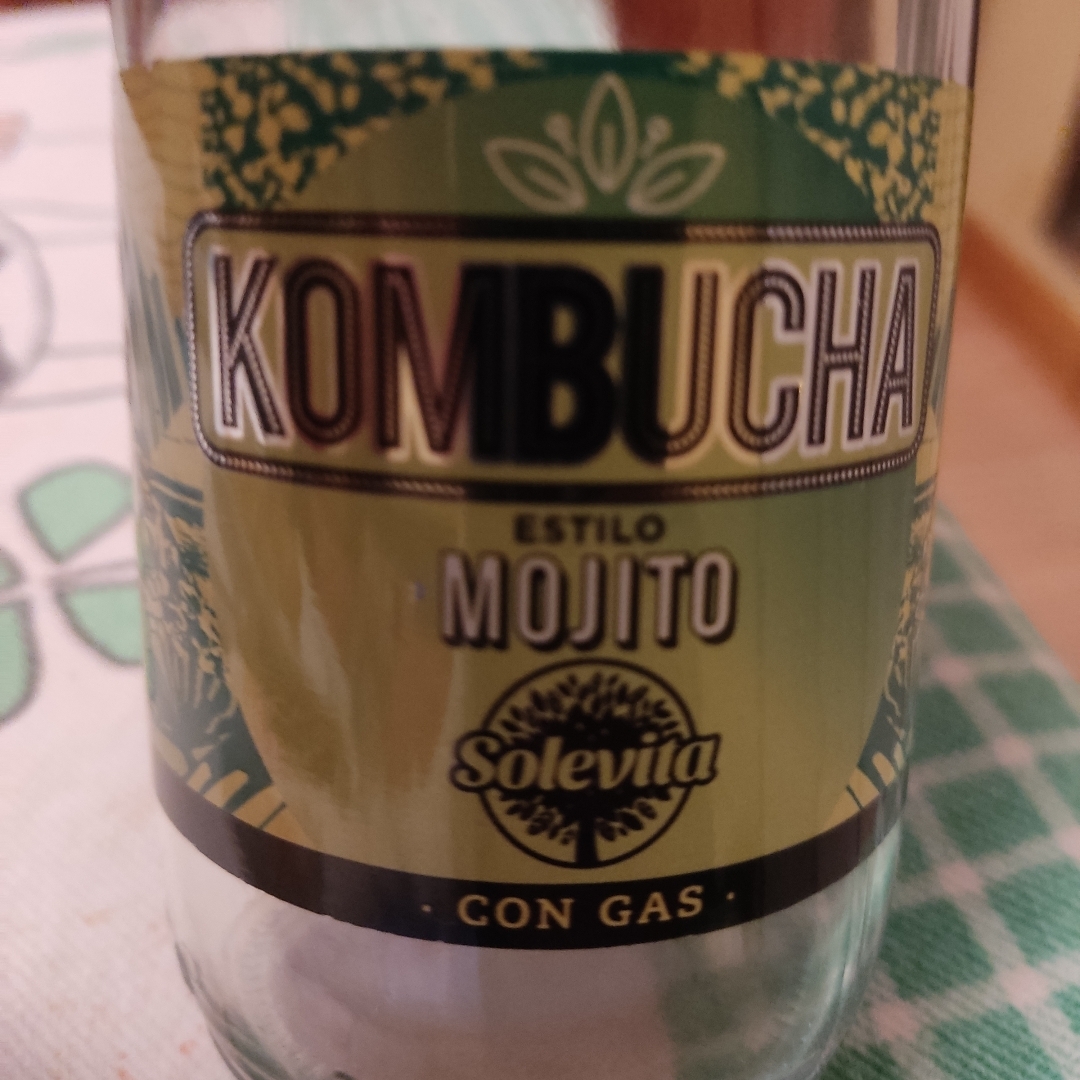 KOMBUCHA
ESTILO
MOJITO
Solevita
· CON GAS ·